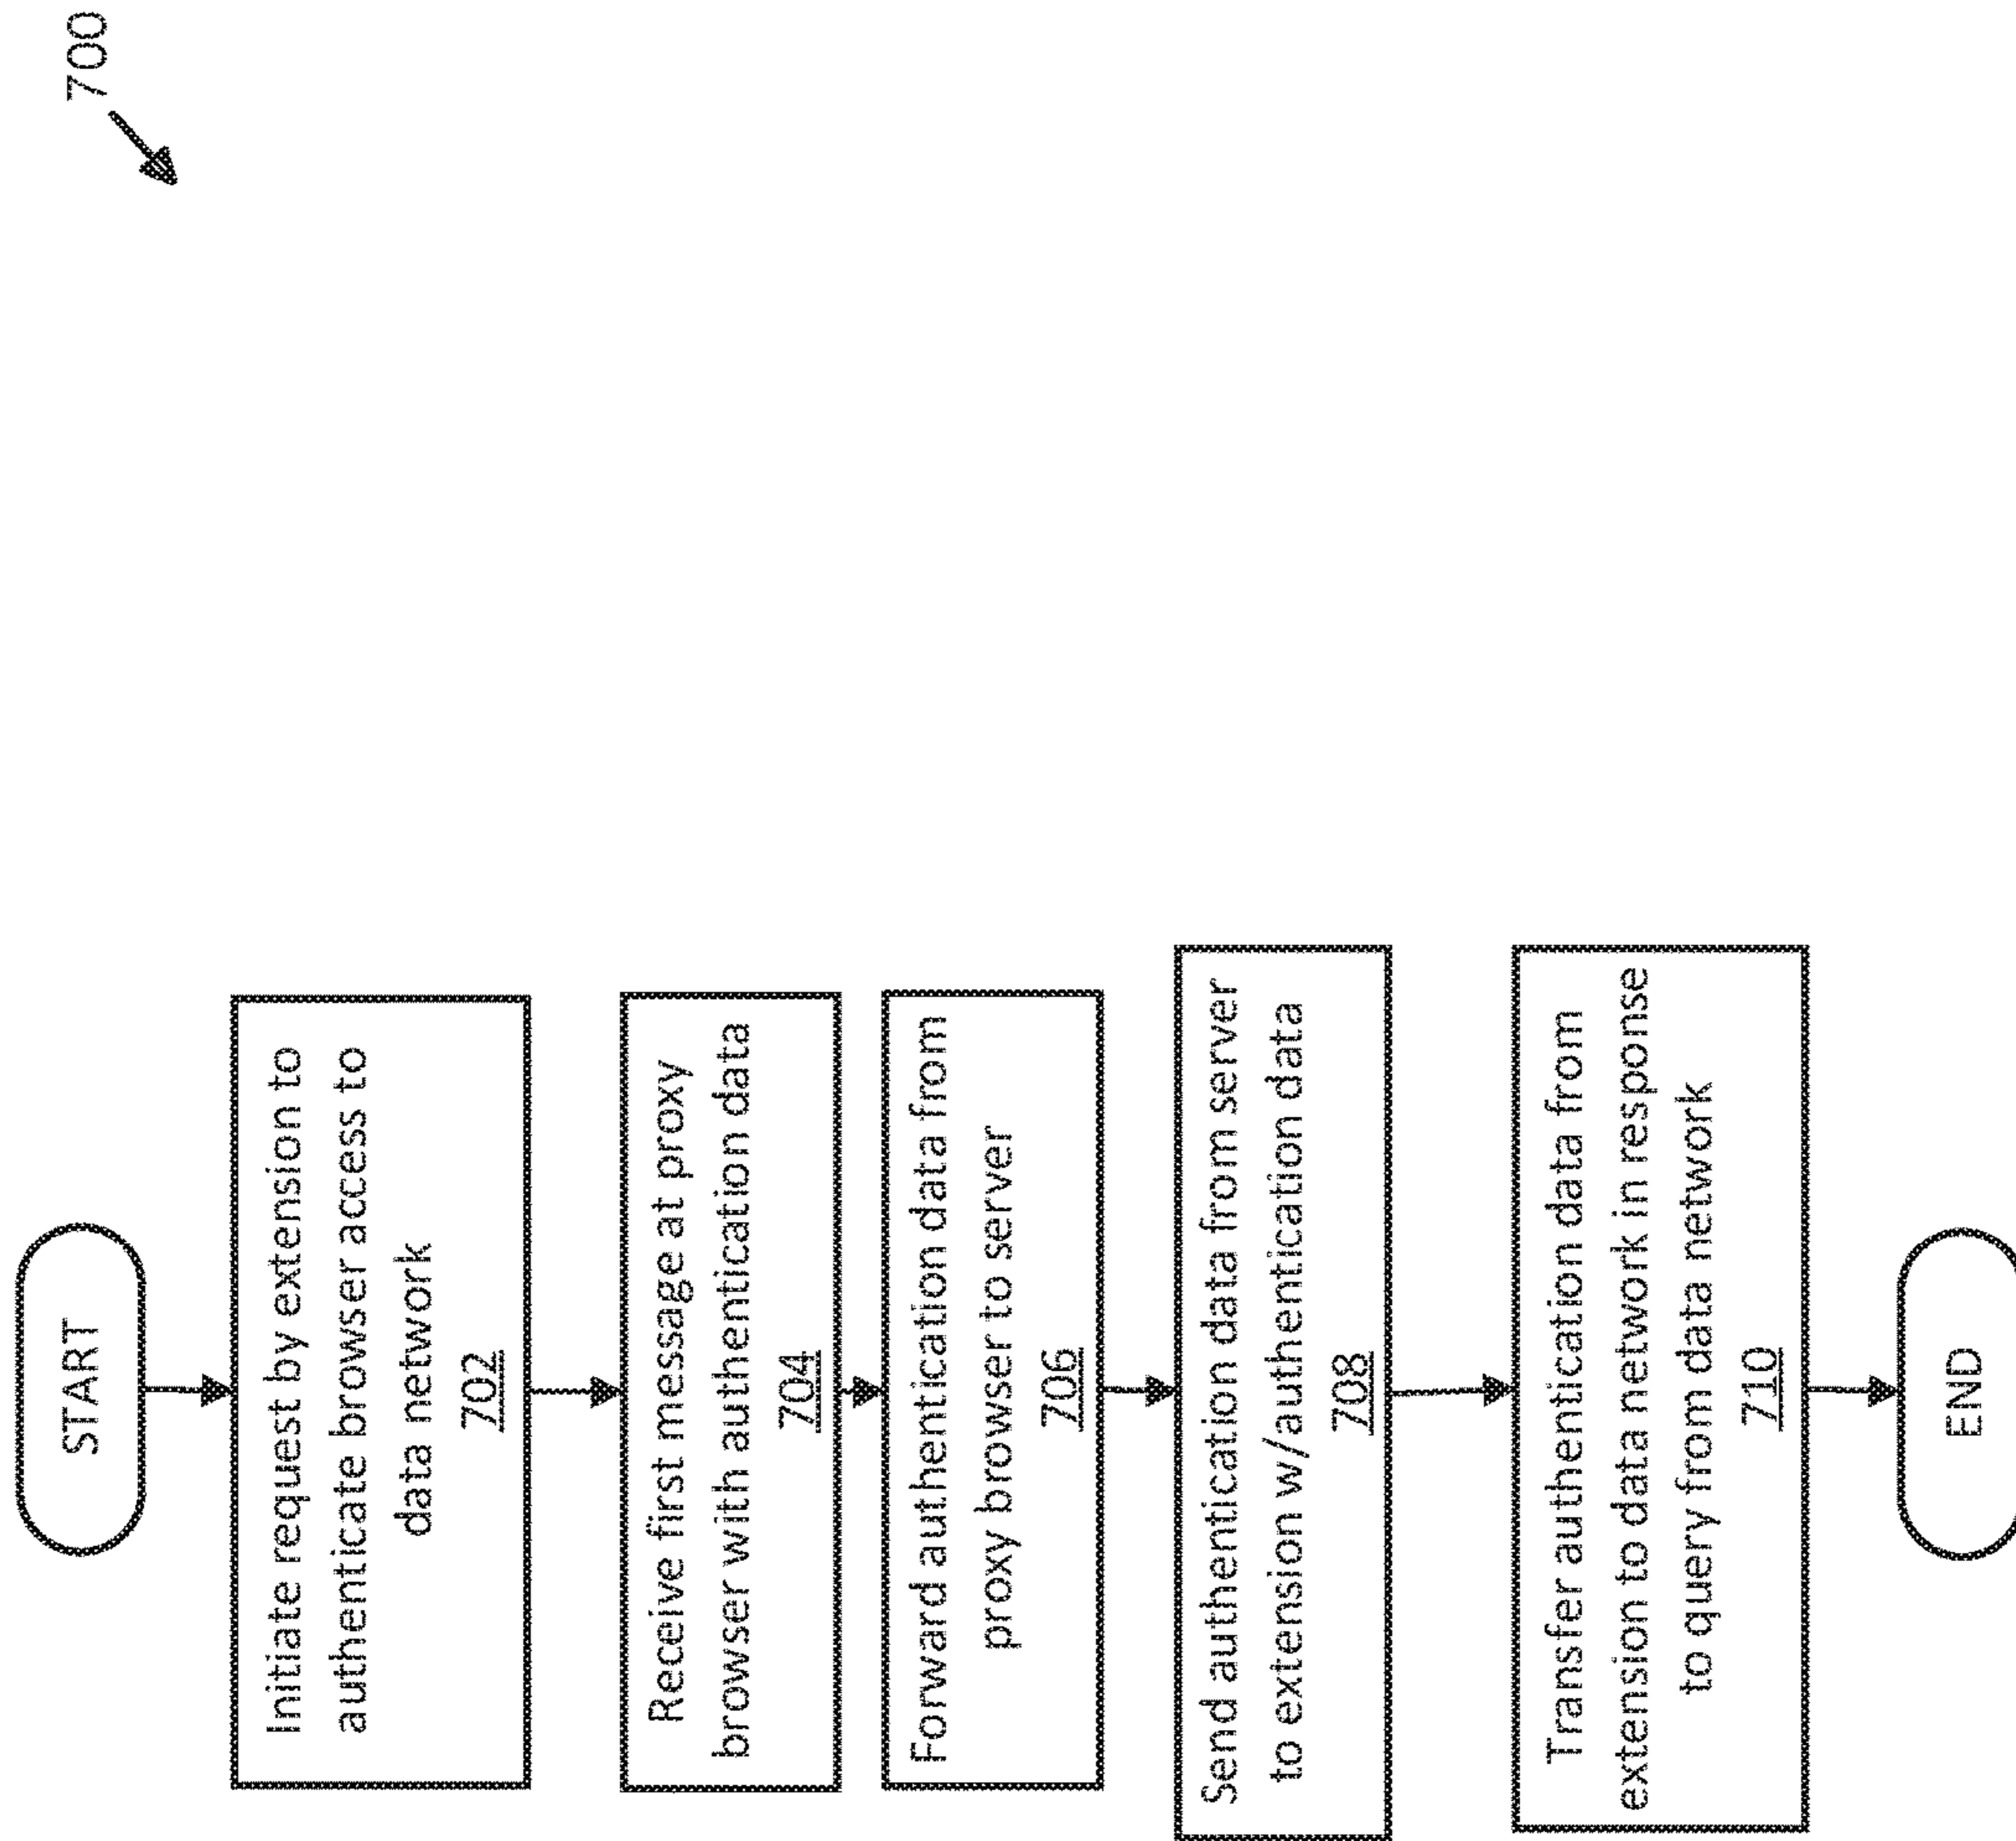 700
START
Initiate request by extension to
authenticate browser access to
data network
702
Receive first message at proxy
browser with authentication data
704
Forward authentication data from
proxy browser to server
706
Send authentication data from server
to extension w/authentication data
708
Transfer authentication data from
extension to data network in response
to query from data network
710
END